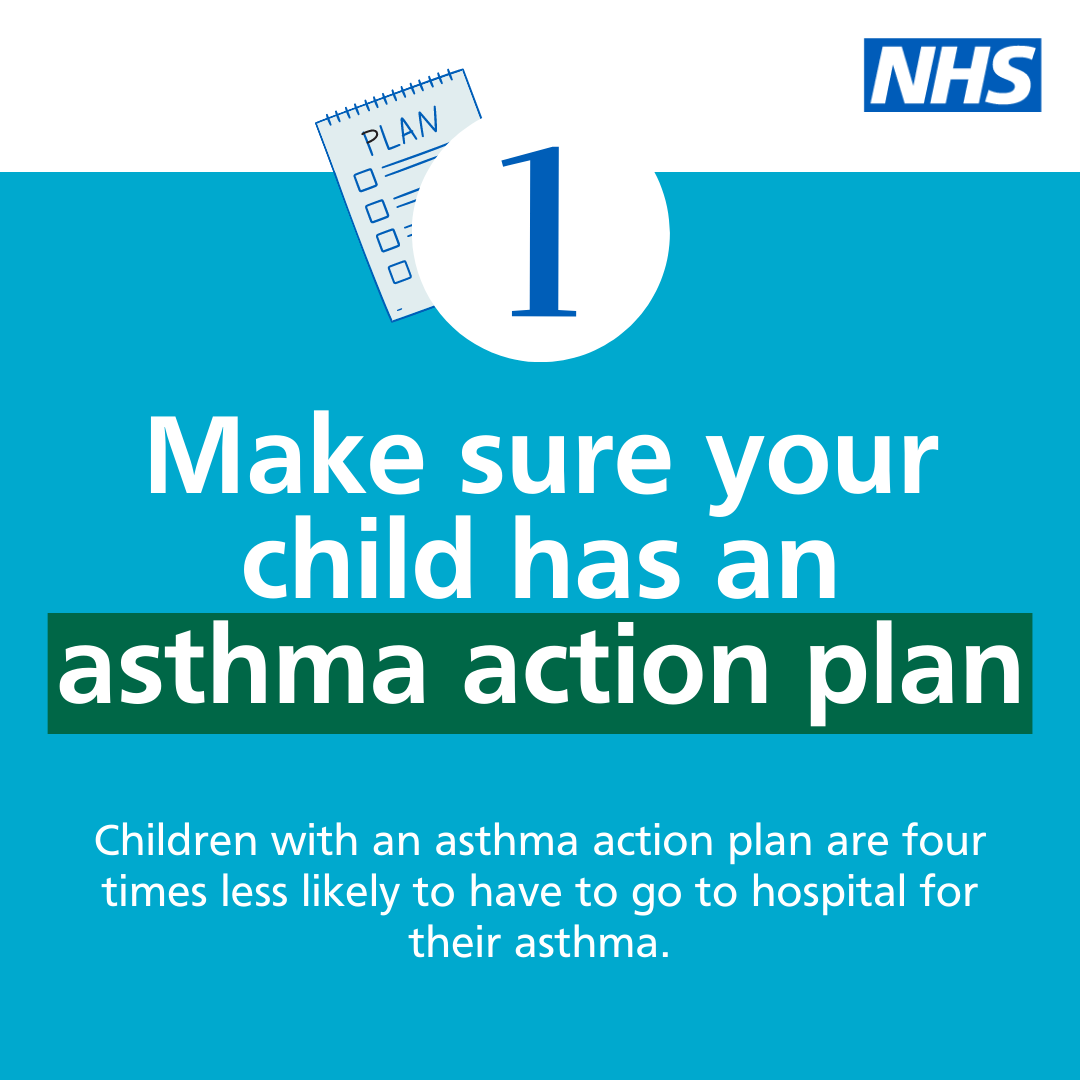 NHS
PLAN
1
Make sure your
child has an
asthma action plan
Children with an asthma action plan are four
times less likely to have to go to hospital for
their asthma.